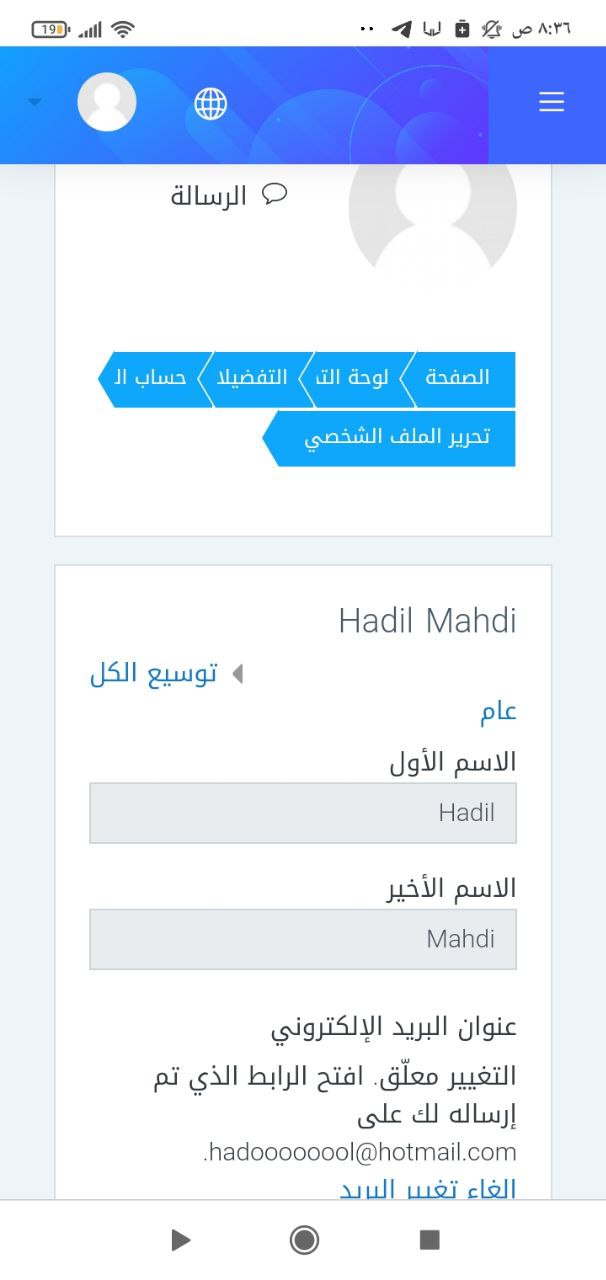 ٨:٣٦ ص
19
الرسالة
الصفحة
لوحة الت
التفضيلا
حساب ال
تحرير الملف الشخصي
Hadil Mahdi
توسيع الكل
عام
الاسم الأول
Hadil
الاسم الأخير
Mahdi
عنوان البريد الإلكتروني
التغيير معلّق. افتح الرابط الذي تم
إرساله لك على
hadoooooool@hotmail.com.
الغاء تغيير البريد